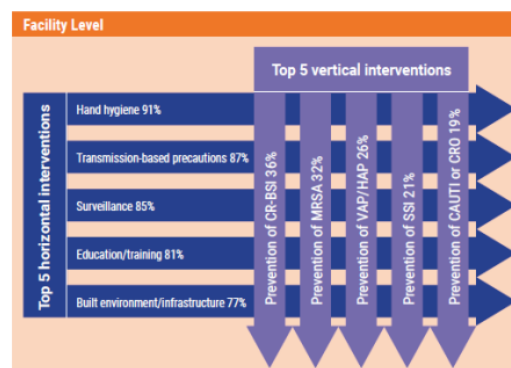 Facility Level
Top 5 vertical interventions
Top 5 horizontal interventions
Hand hygiene 91%
Transmission-based precautions 87%
Surveillance 85%
Education/training 81%
Built environment/infrastructure 77%
Prevention of CR-BSI 36%
Prevention of MRSA 32%
Prevention of VAP/HAP 26%
Prevention of SSI 21%
Prevention of CAUTI or CRO 19%